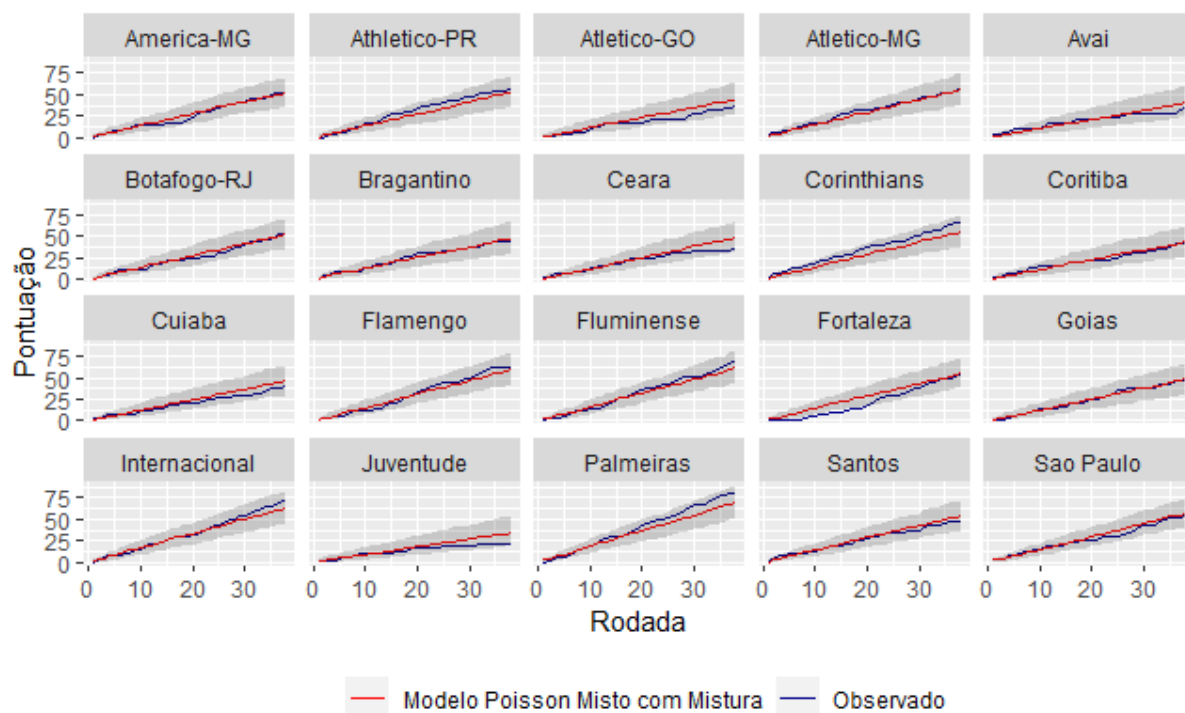 America-MG Athletico-PR Atletico-GO Atletico-MG Avai
75
50
25
0
Botafogo-RJ Bragantino Ceara Corinthians Coritiba
75
50
25
0
Cuiaba Flamengo Fluminense Fortaleza Goias
75
50
25
0
Internacional Juventude Palmeiras Santos Sao Paulo
75
50
25
0
Pontuação
0 10 20 30 0 10 20 30 0 10 20 30 0 10 20 30 0 10 20 30
Rodada
Modelo Poisson Misto com Mistura Observado